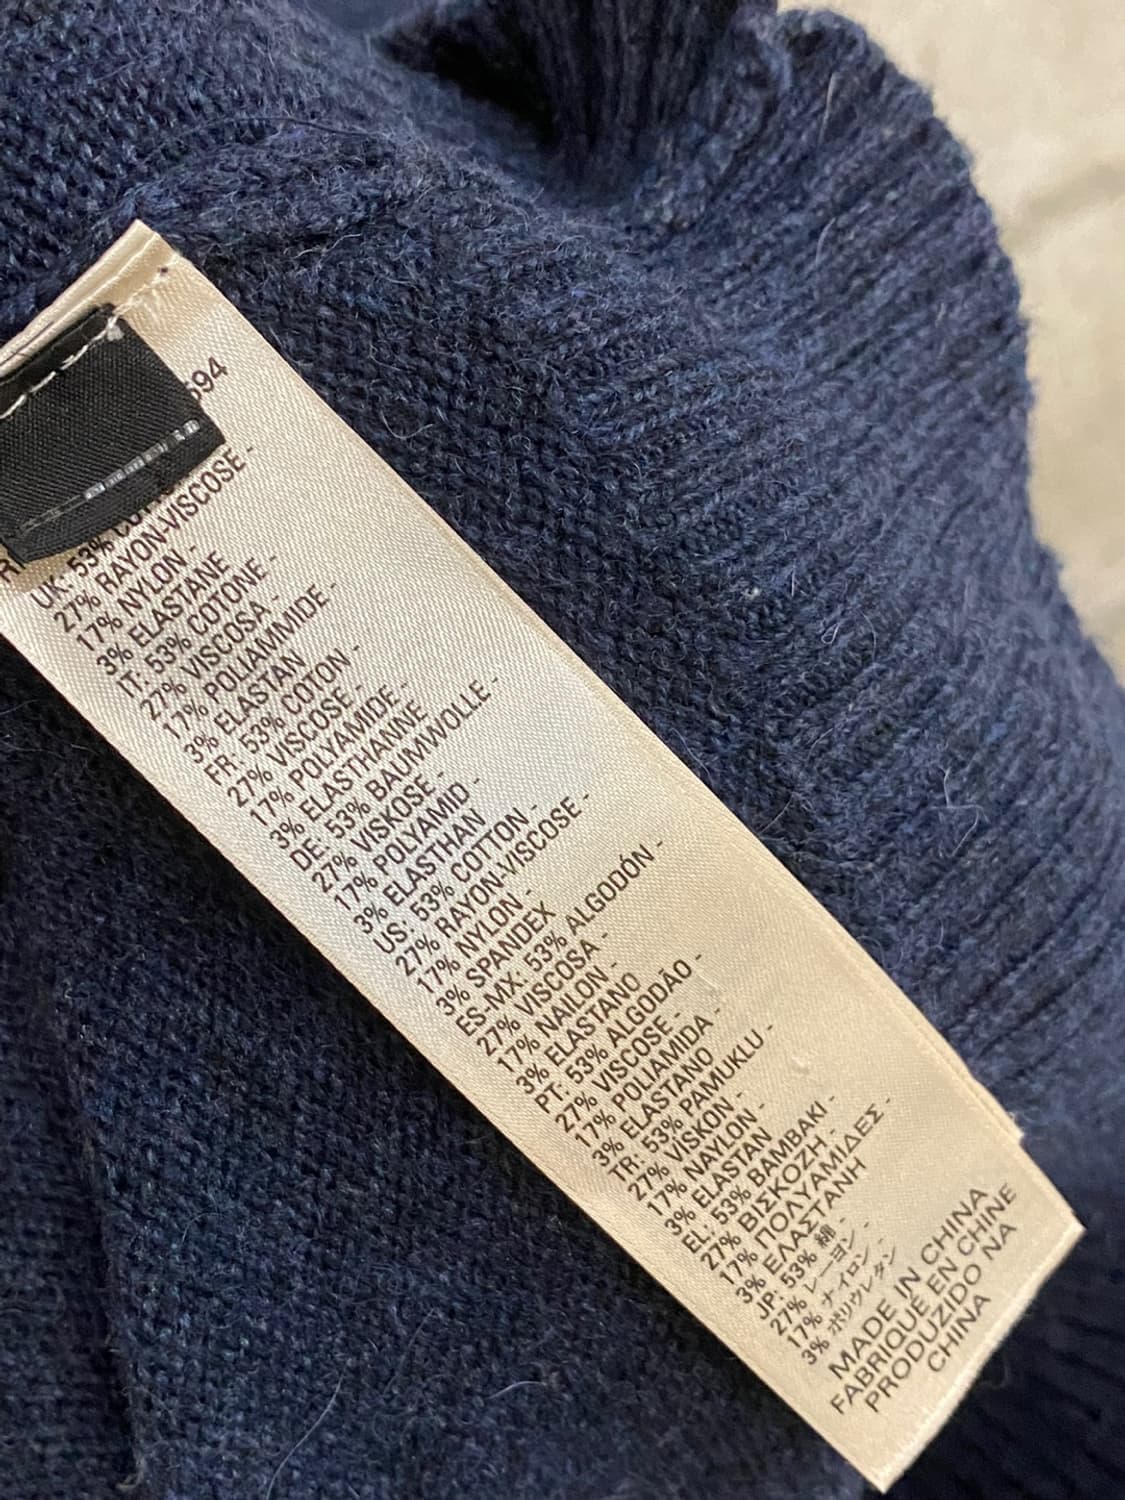 694
UK: 53%
27% RAYON-VISCOSE -
17% NYLON -
3% ELASTANE
IT: 53% COTONE -
27% VISCOSA -
17% POLIAMMIDE -
3% ELASTAN
FR: 53% COTON -
27% VISCOSE -
17% POLYAMIDE -
3% ELASTHANNE
DE: 53% BAUMWOLLE -
27% VISKOSE -
17% POLYAMID -
3% ELASTHAN
US: 53% COTTON -
27% RAYON-VISCOSE -
17% NYLON -
3% SPANDEX
ES-MX: 53% ALGODÓN -
27% VISCOSA -
17% NAILON -
3% ELASTANO
PT: 53% ALGODÃO -
27% VISCOSE -
17% POLIAMIDA -
3% ELASTANO
TR: 53% PAMUKLU -
27% VİSKON -
17% NAYLON -
3% ELASTAN
EL: 53% ΒΑΜΒΑΚΙ -
27% ΒΙΣΚΟΖΗ -
17% ΠΟΛΥΑΜΙΔΕΣ -
3% ΕΛΑΣΤΑΝΗ
JP: 53% 綿 -
27% レーヨン -
17% ナイロン -
3% ポリウレタン
MADE IN CHINA
FABRIQUÉ EN CHINE
PRODUZIDO NA
CHINA